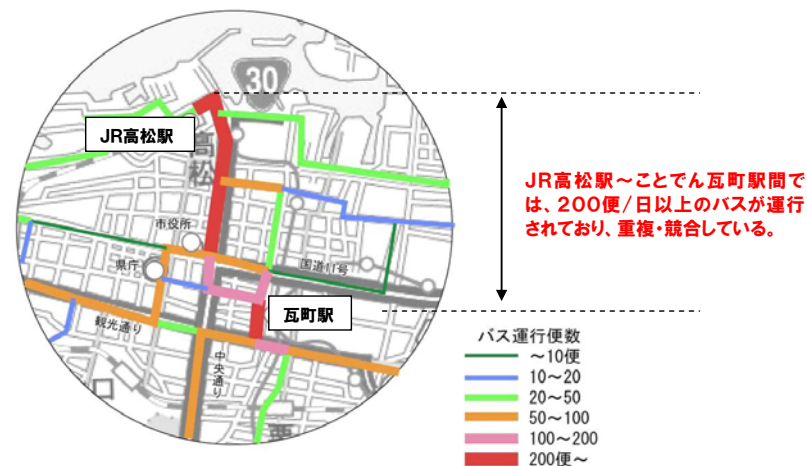 30
JR高松駅
高松
JR高松駅～ことでん瓦町駅間で
は、200便/日以上のバスが運行
されており、重複・競合している。
市役所
県庁
国道11号
瓦町駅
観光通り
中央通り
バス運行便数
～10便
10～20
20～50
50～100
100～200
200便～